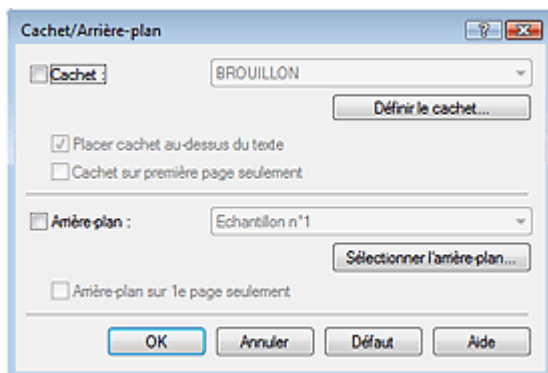 Cachet/Arrière-plan
Cachet : BROUILLON
Définir le cachet...
Placer cachet au-dessus du texte
Cachet sur première page seulement
Arrière-plan : Echantillon n°1
Sélectionner l'arrière-plan...
Arrière-plan sur 1e page seulement
OK Annuler Défaut Aide